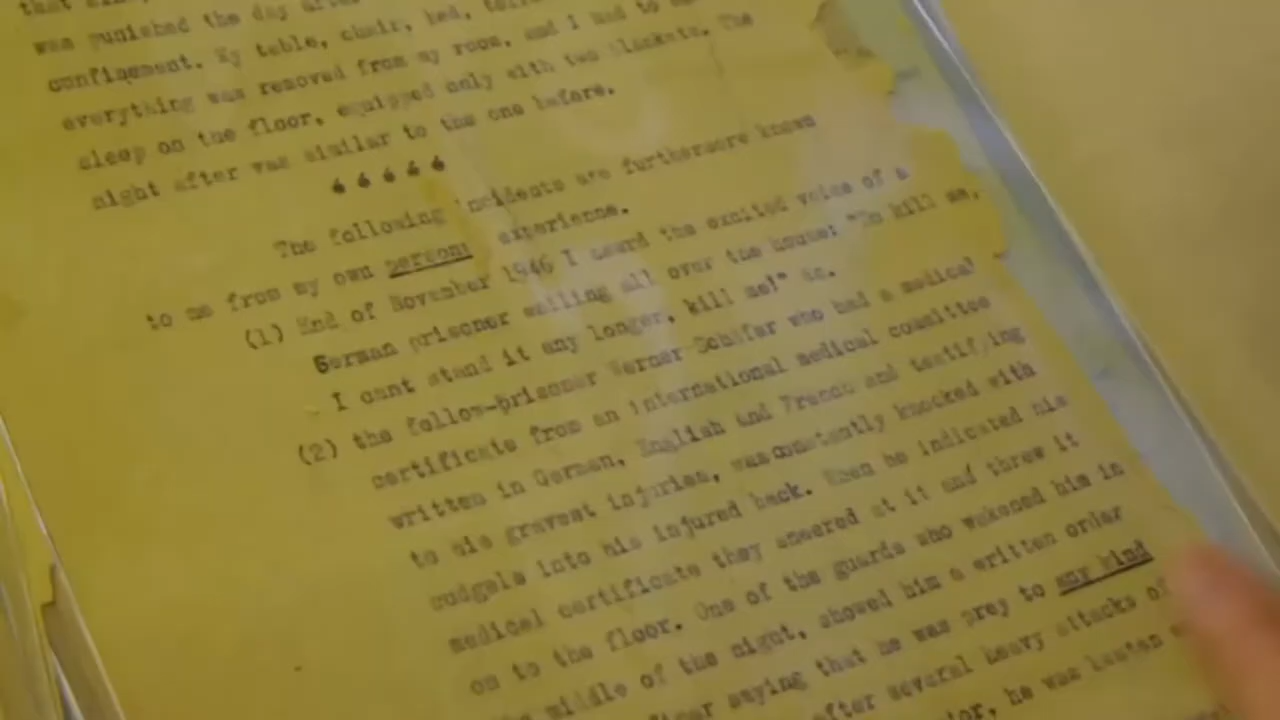 was punished the day after
confinement. My table, chair, bed,
everything was removed from my room, and I had to
sleep on the floor, equipped only with two blankets. The
night after was similar to the one before.
The following incidents are furthermore known
to me from my own personl experienne.
(1) End of November 1946 I heard the excited voice of a
German prisoner wailing all over the house: "Do kill me,
I cant stand it any longer, kill me!"
(2) the fellow-prisoner Werner Schäfer who had a medical
certificate from an international medical committee
written in German, English and French and testifying
to his gravest injuries, was constantly knocked with
cudgels into his injured back. When he indicated his
medical certificate they sneered at it and threw it
on to the floor. One of the guards who wakened him in
middle of the night, showed him a written order
saying that he was prey to any kind
after several heavy attacks of
he was beaten